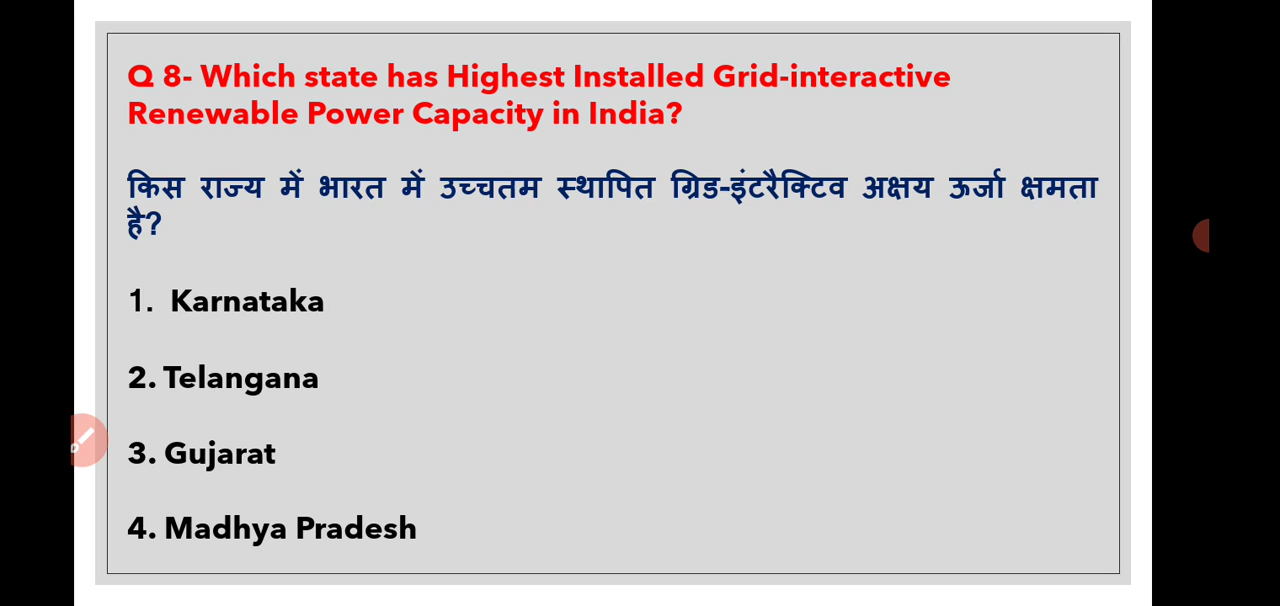 Q 8- Which state has Highest Installed Grid-interactive
Renewable Power Capacity in India?
किस राज्य में भारत में उच्चतम स्थापित ग्रिड-इंटरैक्टिव अक्षय ऊर्जा क्षमता
है?
1. Karnataka
2. Telangana
3. Gujarat
4. Madhya Pradesh